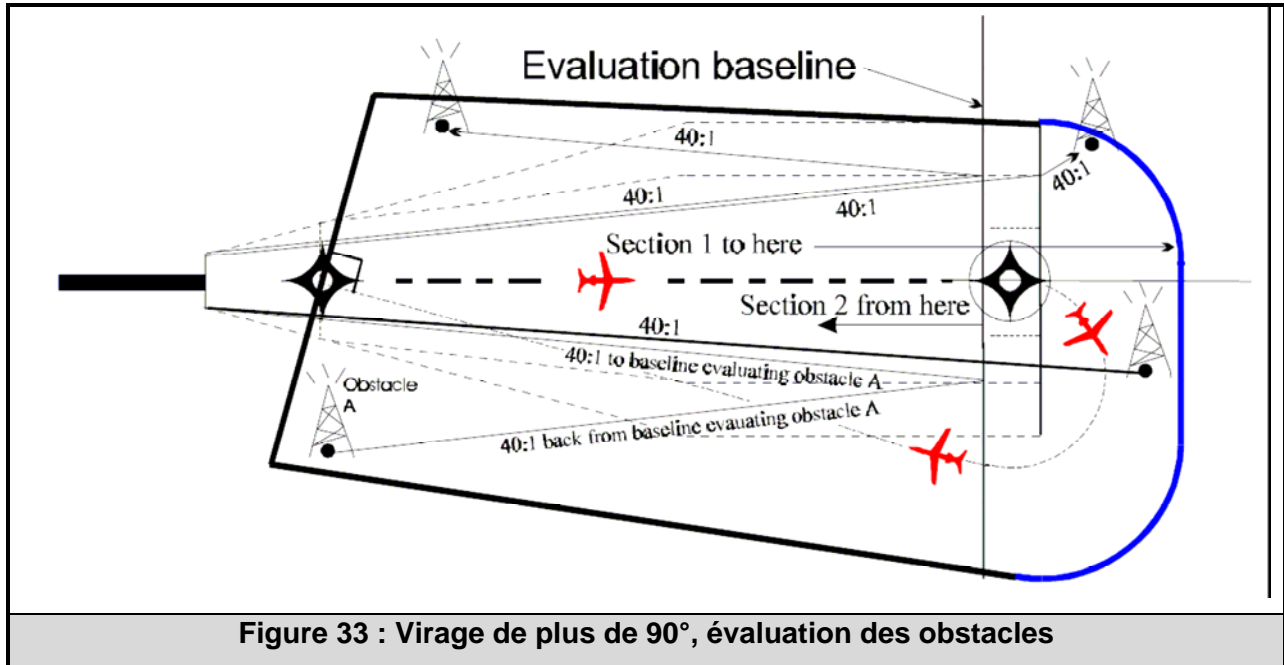 Evaluation baseline
40:1
40:1
40:1
40:1
Section 1 to here
Section 2 from here
40:1
40:1 to baseline evaluating obstacle A
Obstacle
A
40:1 back from baseline evauating obstacle A
Figure 33 : Virage de plus de 90°, évaluation des obstacles